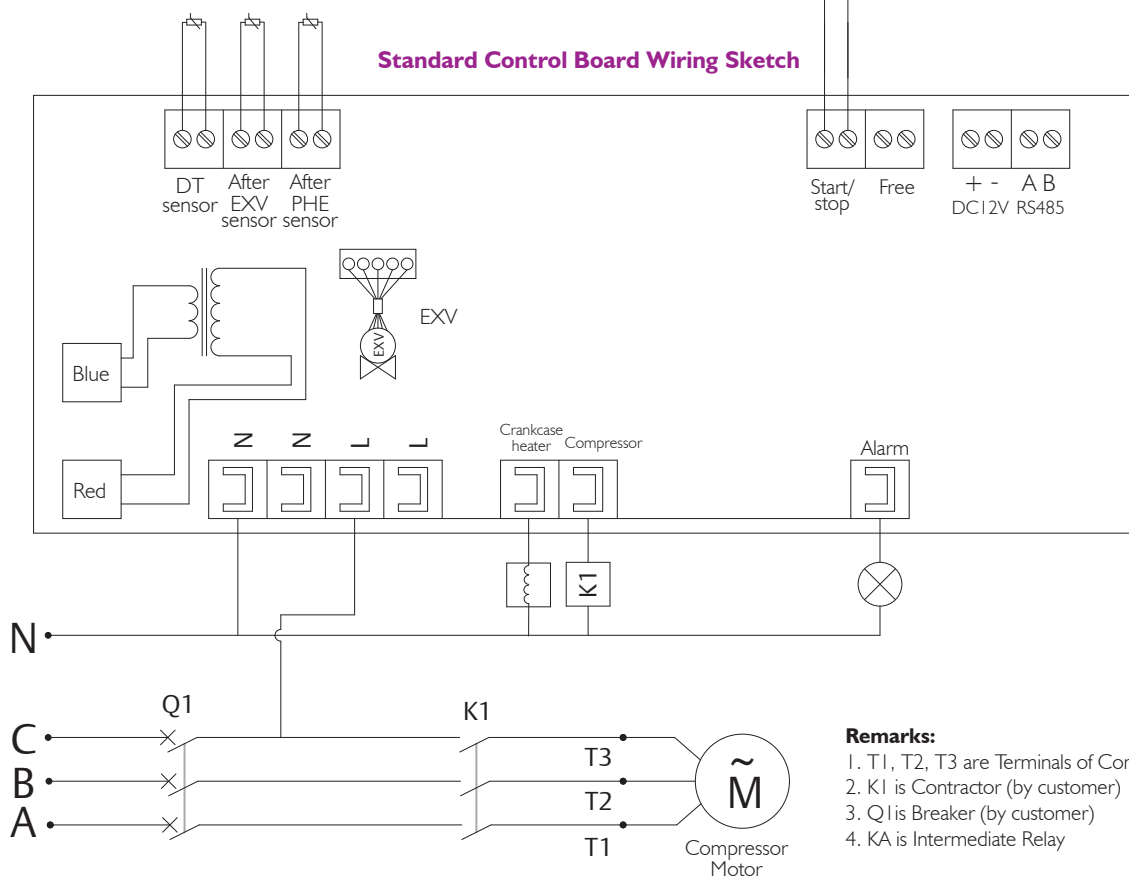 Standard Control Board Wiring Sketch
DT
sensor
After
EXV
sensor
After
PHE
sensor
Start/
stop
Free
+ -
DC12V
A B
RS485
EXV
EXV
Blue
Red
N
N
L
L
Crankcase
heater
Compressor
Alarm
K1
N
Q1
K1
C
B
A
T3
T2
T1
~
M
Compressor
Motor
Remarks:
1. T1, T2, T3 are Terminals of
2. K1 is Contractor (by customer)
3. Q1is Breaker (by customer)
4. KA is Intermediate Relay